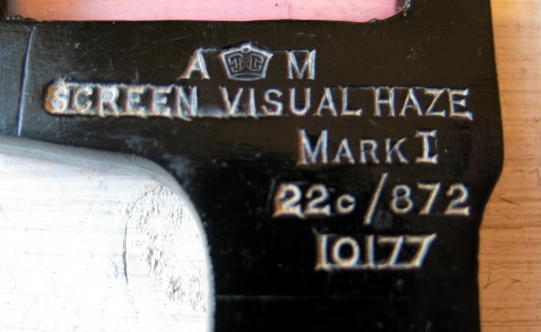 A M
SCREEN VISUAL HAZE
MARK I
22c/872
10177